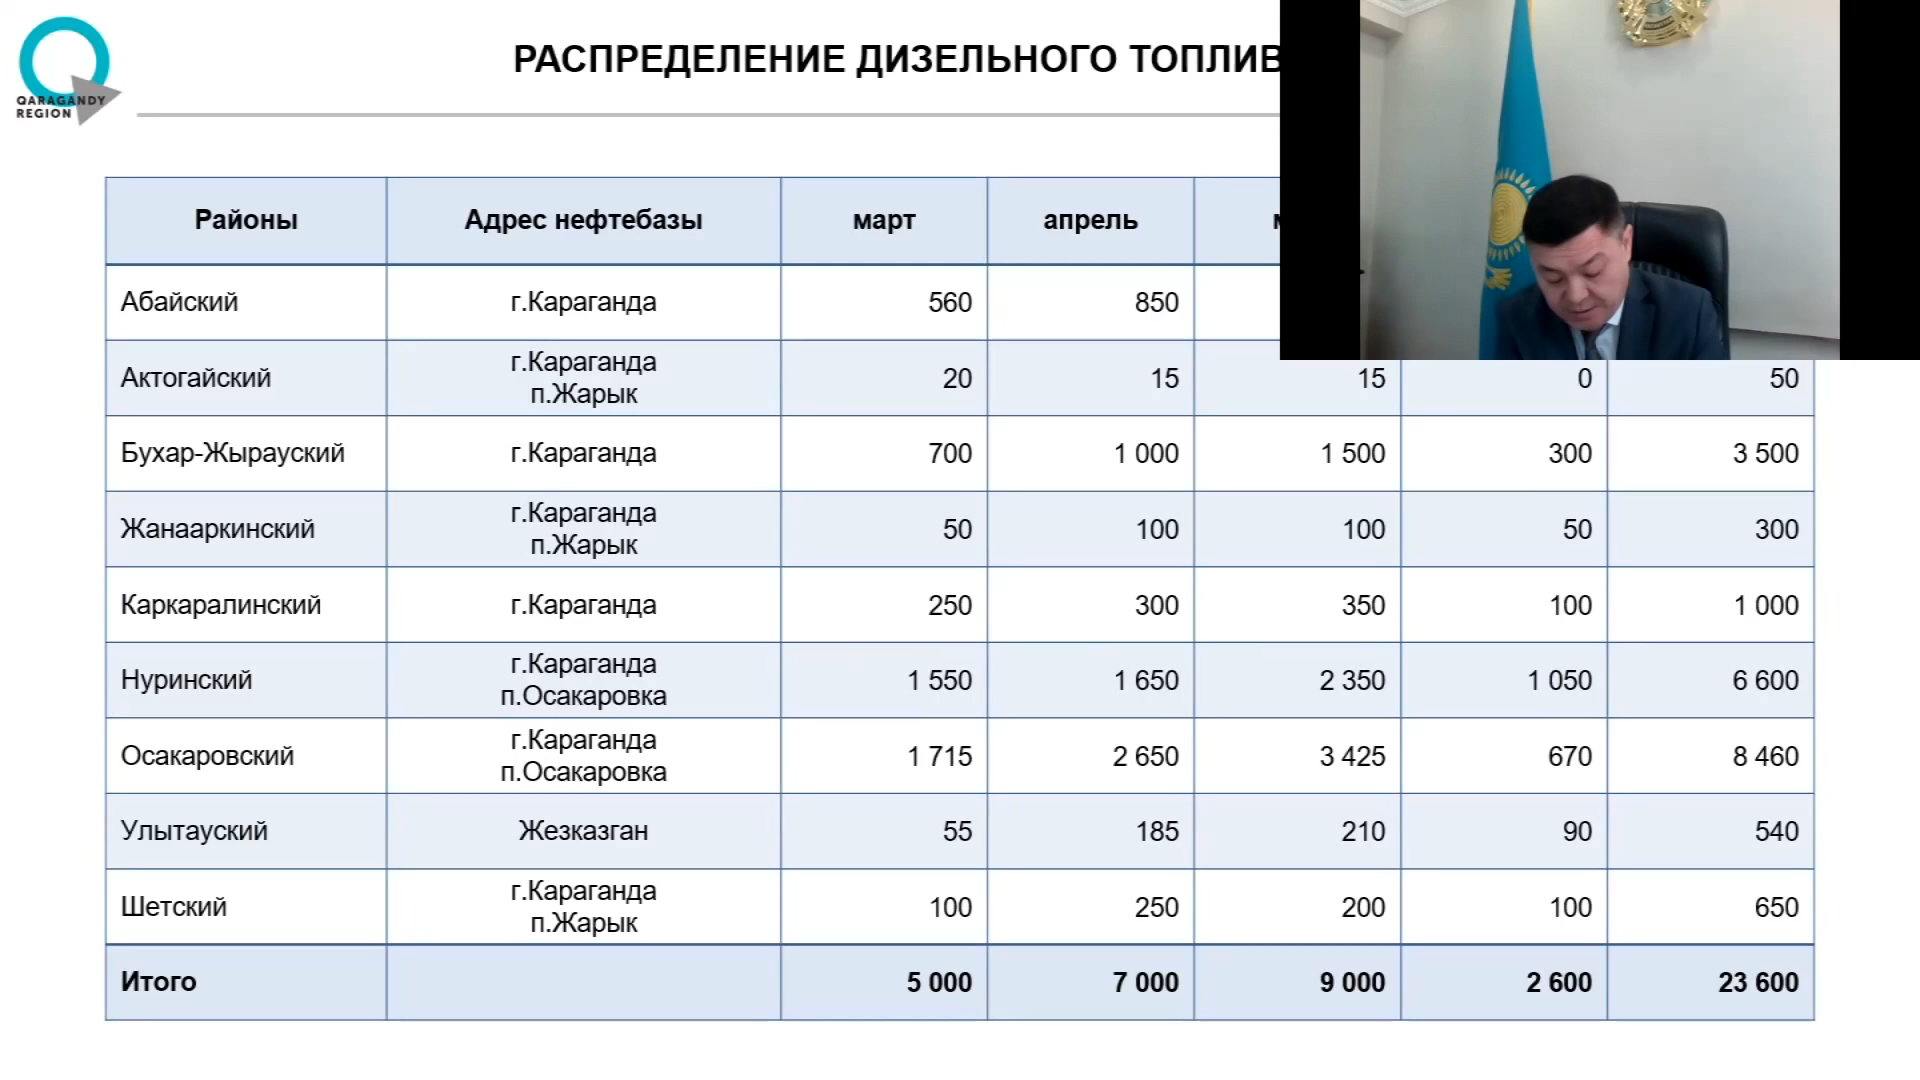 QARAGANDY
REGION
РАСПРЕДЕЛЕНИЕ ДИЗЕЛЬНОГО
Районы Адрес нефтебазы март апрель
Абайский г.Караганда 560 850
Актогайский г.Караганда п.Жарык 20 15 15 0 50
Бухар-Жырауский г.Караганда 700 1 000 1 500 300 3 500
Жанааркинский г.Караганда п.Жарык 50 100 100 50 300
Каркаралинский г.Караганда 250 300 350 100 1 000
Нуринский г.Караганда п.Осакаровка 1 550 1 650 2 350 1 050 6 600
Осакаровский г.Караганда п.Осакаровка 1 715 2 650 3 425 670 8 460
Улытауский Жезказган 55 185 210 90 540
Шетский г.Караганда п.Жарык 100 250 200 100 650
Итого 5 000 7 000 9 000 2 600 23 600